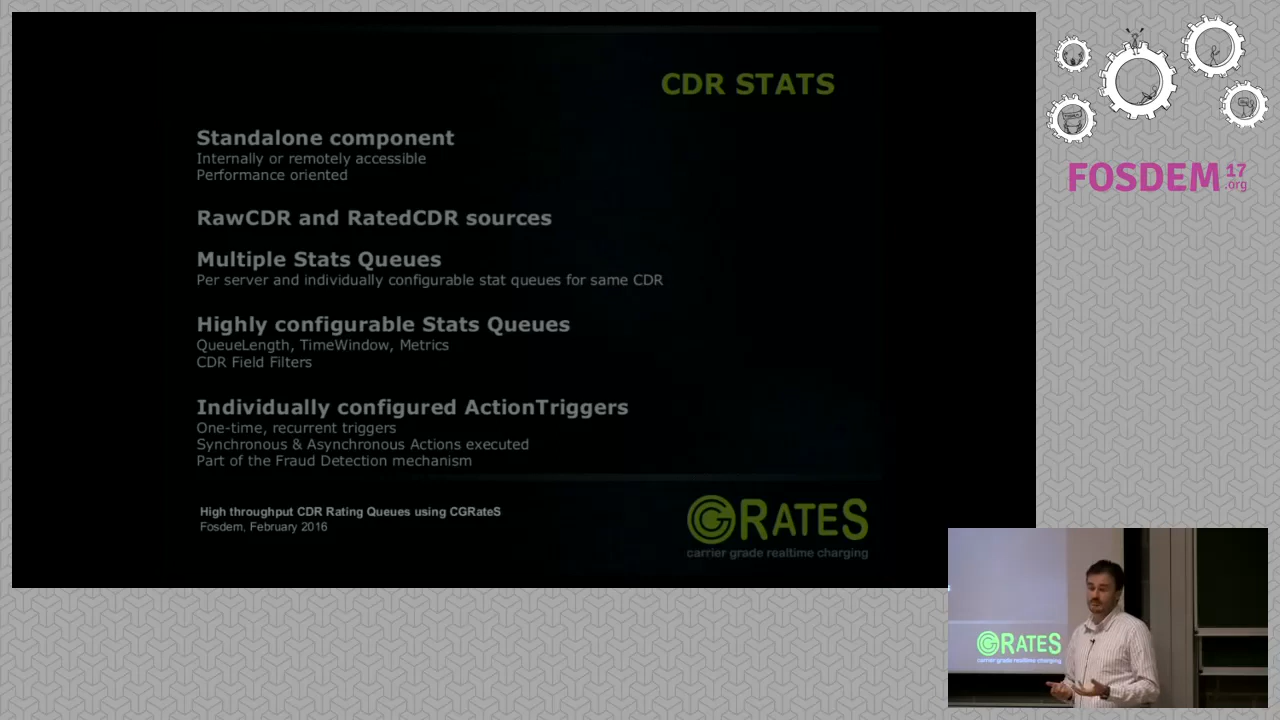 CDR STATS
Standalone component
Internally or remotely accessible
Performance oriented
RawCDR and RatedCDR sources
Multiple Stats Queues
Per server and individually configurable stat queues for same CDR
Highly configurable Stats Queues
QueueLength, TimeWindow, Metrics
CDR Field Filters
Individually configured ActionTriggers
One-time, recurrent triggers
Synchronous & Asynchronous Actions executed
Part of the Fraud Detection mechanism
High throughput CDR Rating Queues using CGRateS
Fosdem, February 2016
CGRATES
carrier grade realtime charging
FOSDEM 17
.org
CGRATES
carrier grade realtime charging